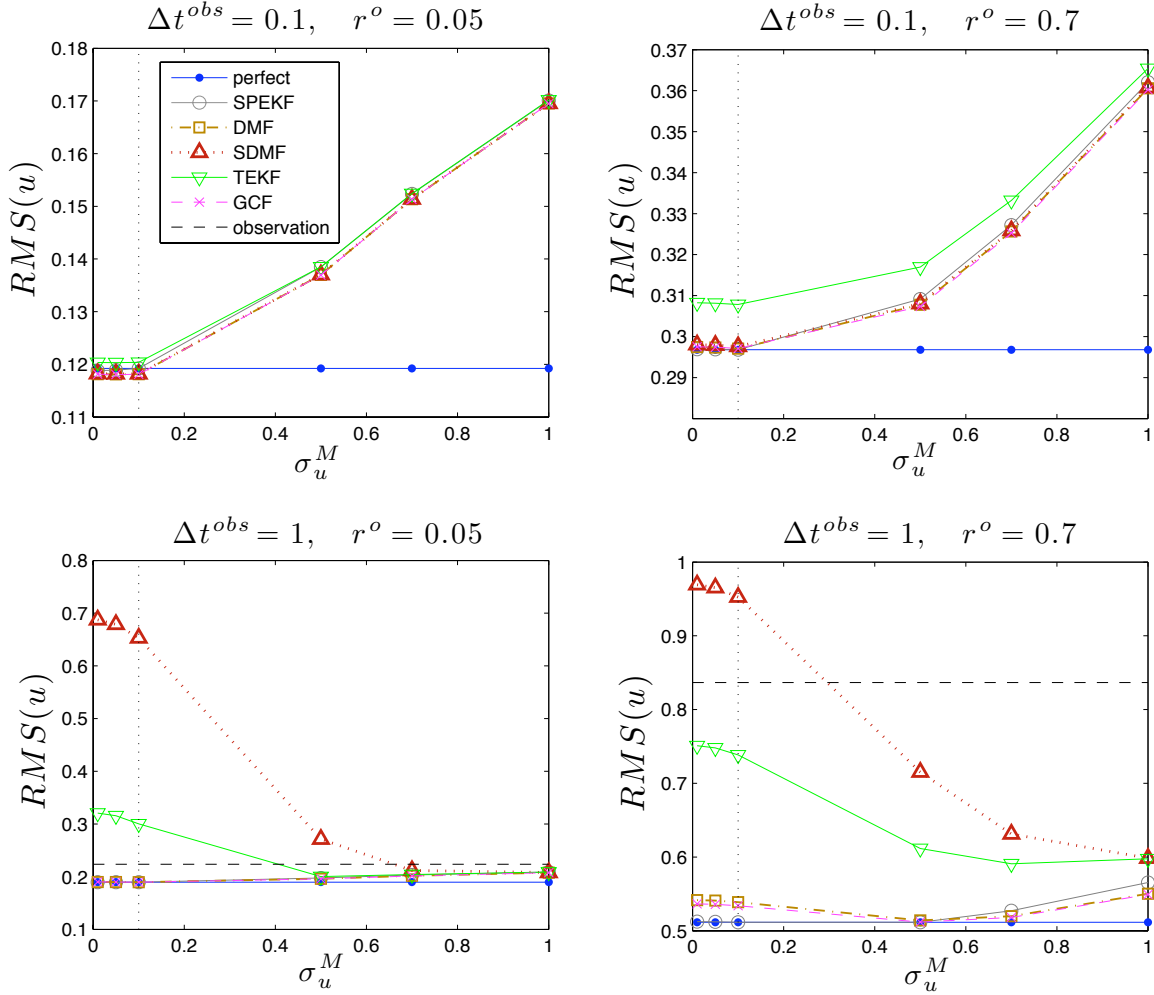 Δt^{obs} = 0.1, r^o = 0.05
0.18
0.17
0.16
0.15
0.14
0.13
0.12
0.11
RMS(u)
perfect
SPEKF
DMF
SDMF
TEKF
GCF
observation
0 0.2 0.4 0.6 0.8 1
σ_u^M
Δt^{obs} = 0.1, r^o = 0.7
0.37
0.36
0.35
0.34
0.33
0.32
0.31
0.3
0.29
RMS(u)
0 0.2 0.4 0.6 0.8 1
σ_u^M
Δt^{obs} = 1, r^o = 0.05
0.8
0.7
0.6
0.5
0.4
0.3
0.2
0.1
RMS(u)
0 0.2 0.4 0.6 0.8 1
σ_u^M
Δt^{obs} = 1, r^o = 0.7
1
0.9
0.8
0.7
0.6
0.5
RMS(u)
0 0.2 0.4 0.6 0.8 1
σ_u^M